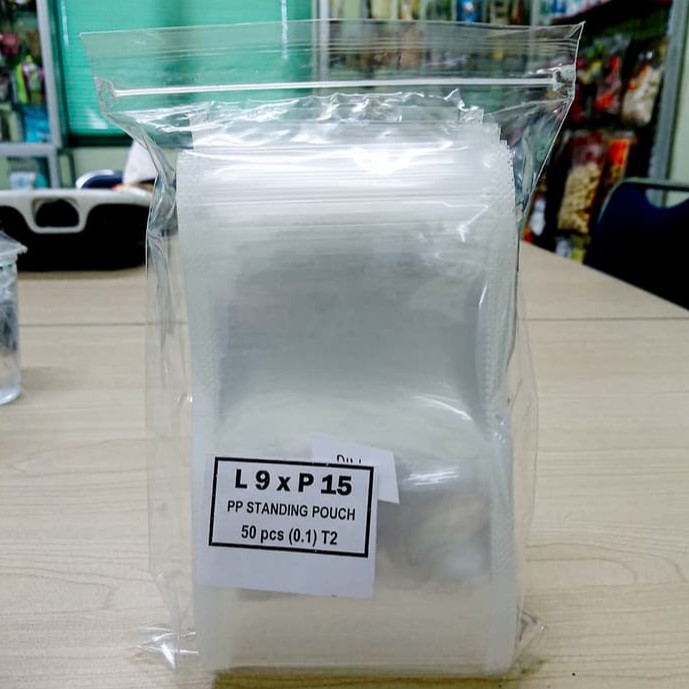 L 9 x P 15
PP STANDING POUCH
50 pcs (0.1) T2